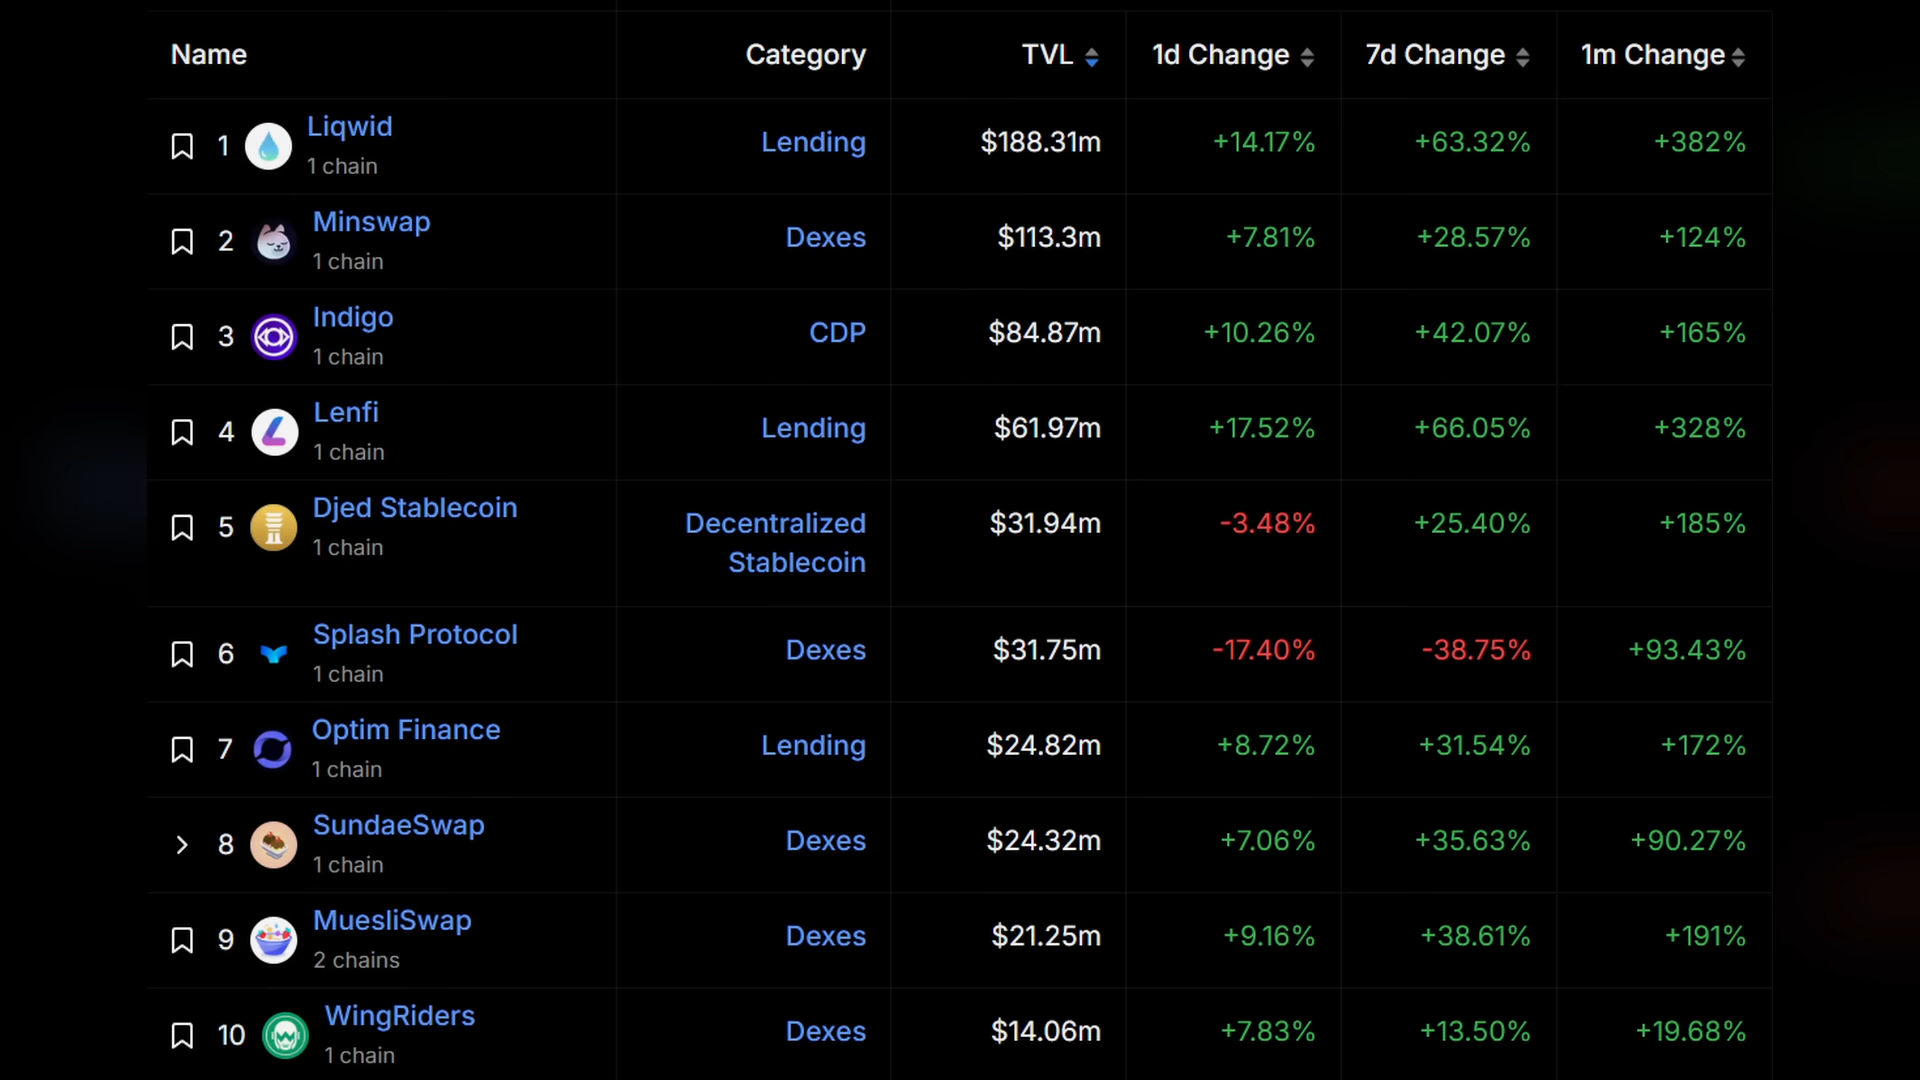 Name Category TVL 1d Change 7d Change 1m Change
1 Liqwid Lending $188.31m +14.17% +63.32% +382%
1 chain
2 Minswap Dexes $113.3m +7.81% +28.57% +124%
1 chain
3 Indigo CDP $84.87m +10.26% +42.07% +165%
1 chain
4 Lenfi Lending $61.97m +17.52% +66.05% +328%
1 chain
5 Djed Stablecoin Decentralized $31.94m -3.48% +25.40% +185%
1 chain Stablecoin
6 Splash Protocol Dexes $31.75m -17.40% -38.75% +93.43%
1 chain
7 Optim Finance Lending $24.82m +8.72% +31.54% +172%
1 chain
8 SundaeSwap Dexes $24.32m +7.06% +35.63% +90.27%
1 chain
9 MuesliSwap Dexes $21.25m +9.16% +38.61% +191%
2 chains
10 WingRiders Dexes $14.06m +7.83% +13.50% +19.68%
1 chain